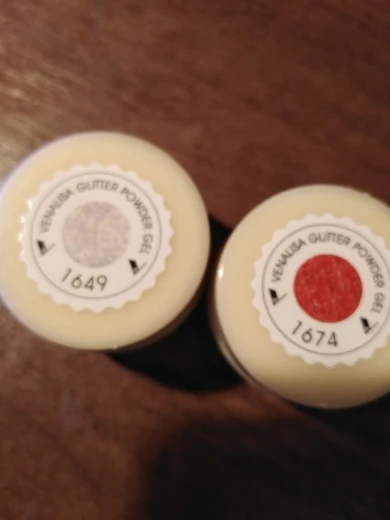 VENALISA GLITTER POWDER GEL
1649
VENALISA GLITTER POWDER GEL
1674